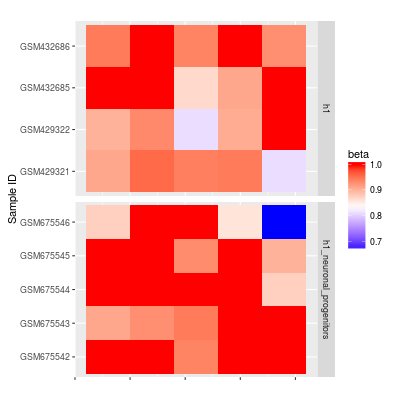 GSM432686
GSM432685
GSM429322
GSM429321
h1
GSM675546
GSM675545
GSM675544
GSM675543
GSM675542
h1_neuronal_progenitors
Sample ID
beta
1.0
0.9
0.8
0.7